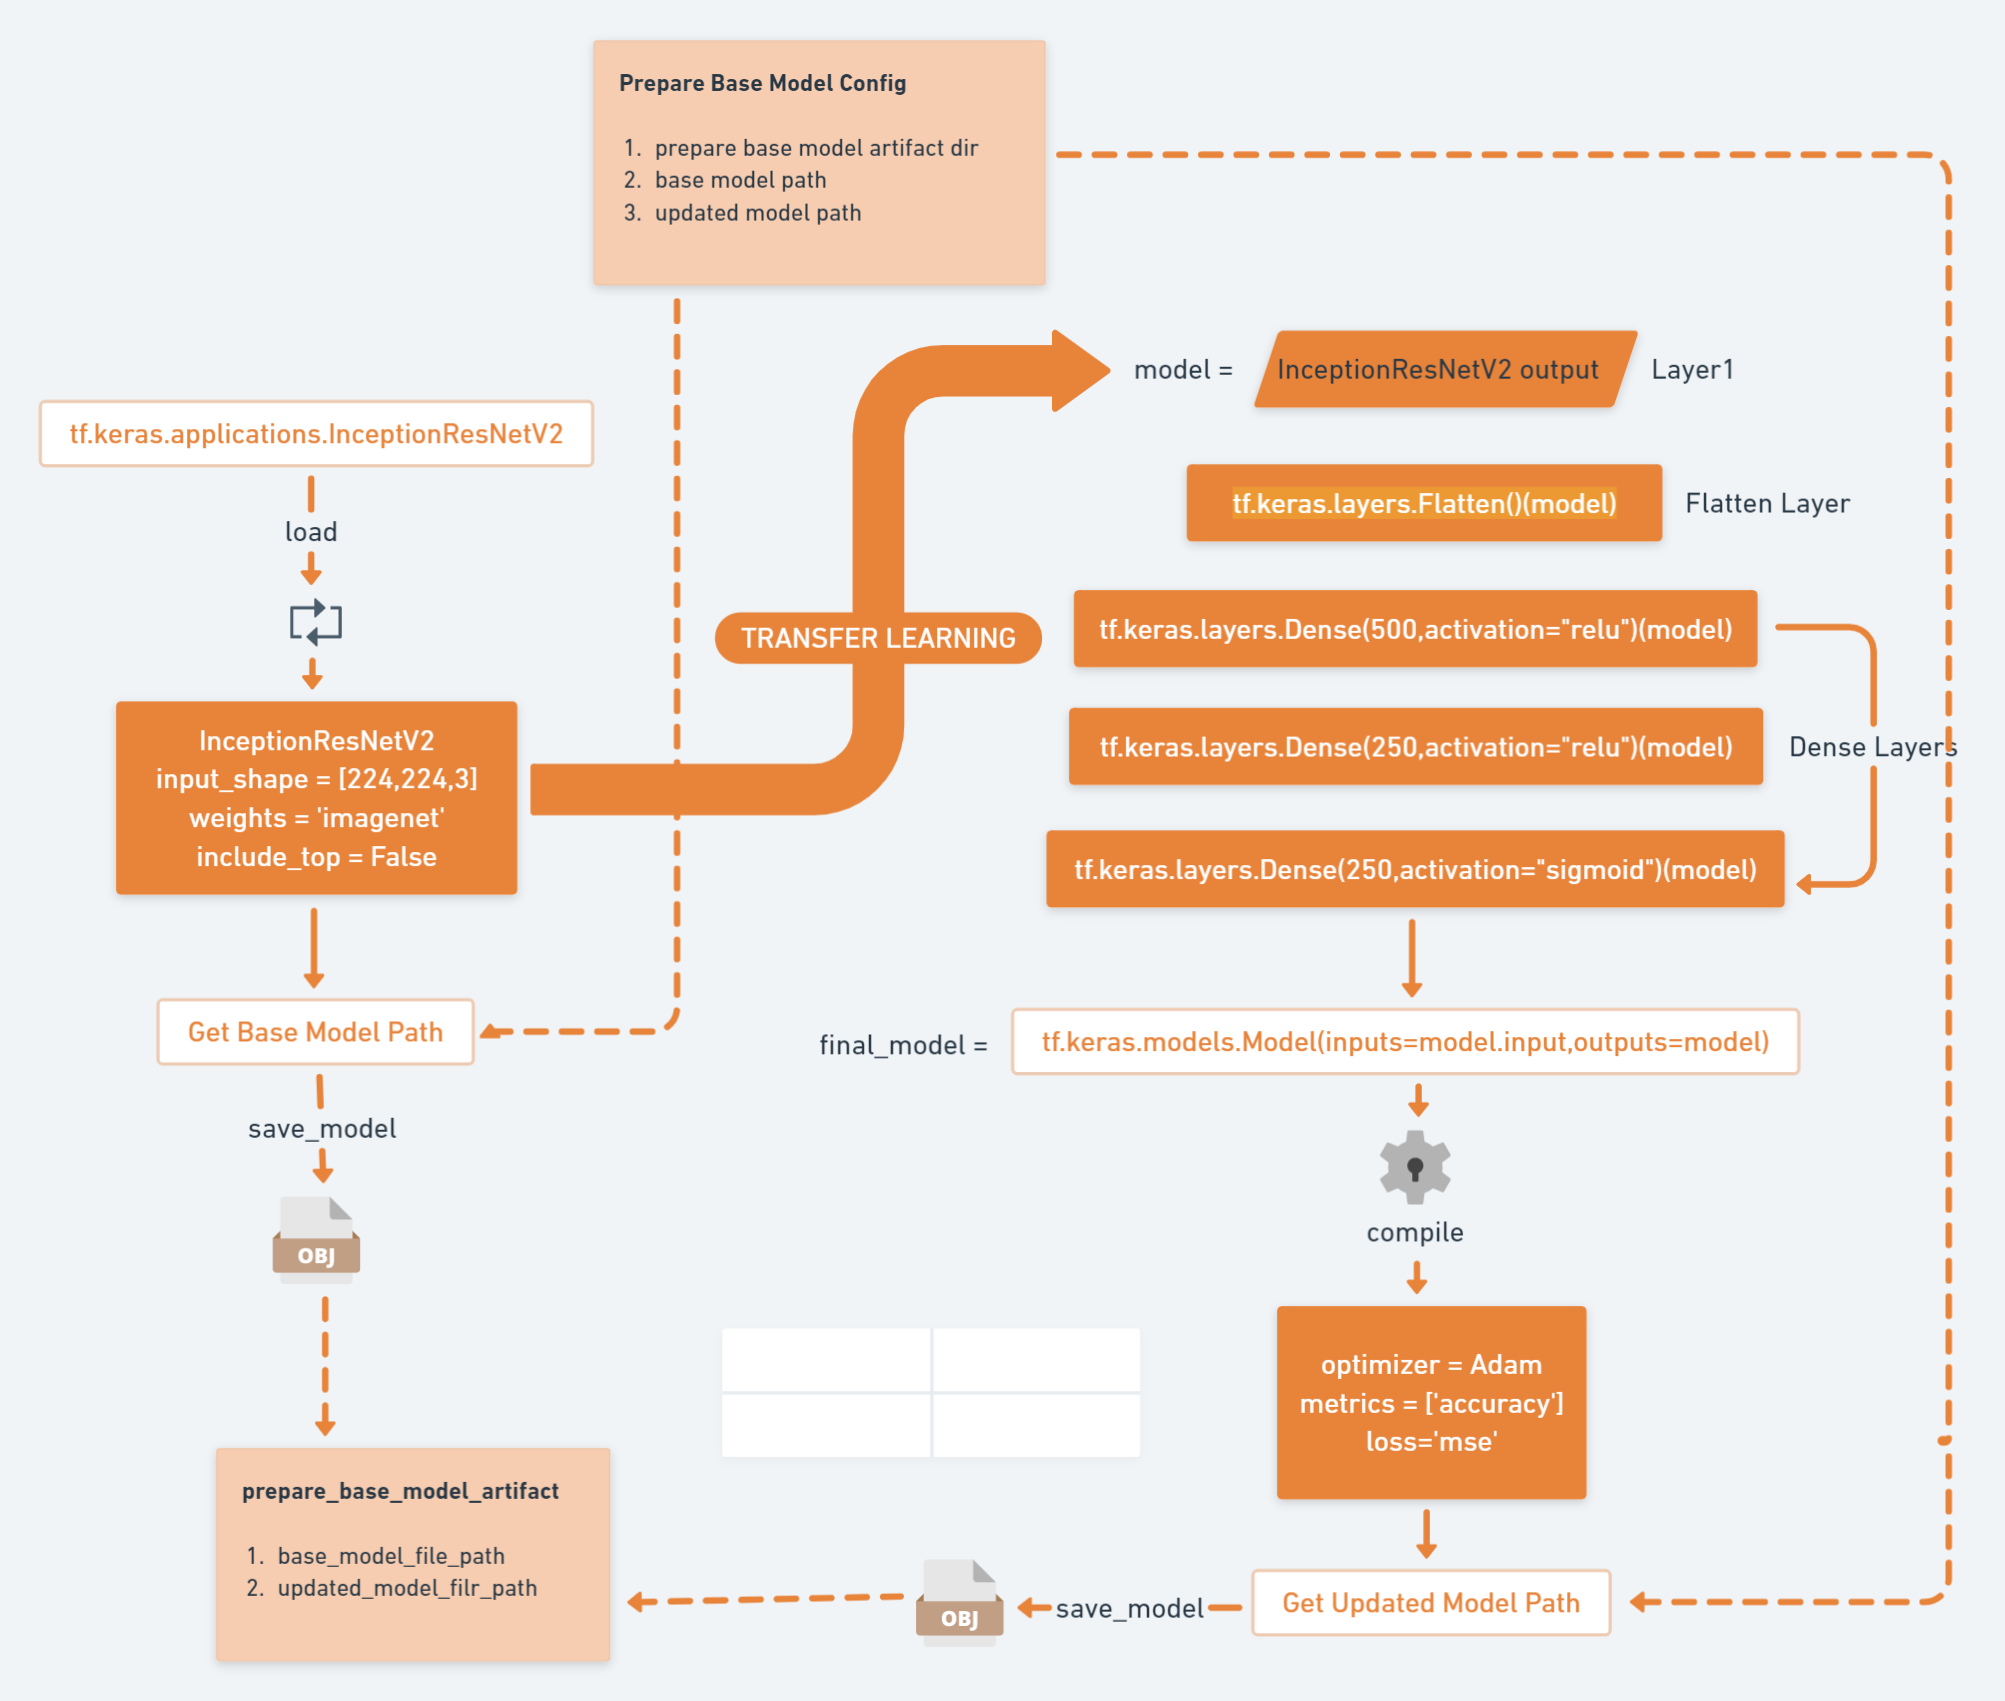 Prepare Base Model Config
1. prepare base model artifact dir
2. base model path
3. updated model path
model =
InceptionResNetV2 output
Layer1
tf.keras.applications.InceptionResNetV2
load
tf.keras.layers.Flatten()(model)
Flatten Layer
TRANSFER LEARNING
tf.keras.layers.Dense(500,activation="relu")(model)
tf.keras.layers.Dense(250,activation="relu")(model)
Dense Layers
tf.keras.layers.Dense(250,activation="sigmoid")(model)
InceptionResNetV2
input_shape = [224,224,3]
weights = 'imagenet'
include_top = False
Get Base Model Path
final_model =
tf.keras.models.Model(inputs=model.input,outputs=model)
save_model
OBJ
compile
optimizer = Adam
metrics = ['accuracy']
loss='mse'
prepare_base_model_artifact
1. base_model_file_path
2. updated_model_filr_path
OBJ
save_model
Get Updated Model Path